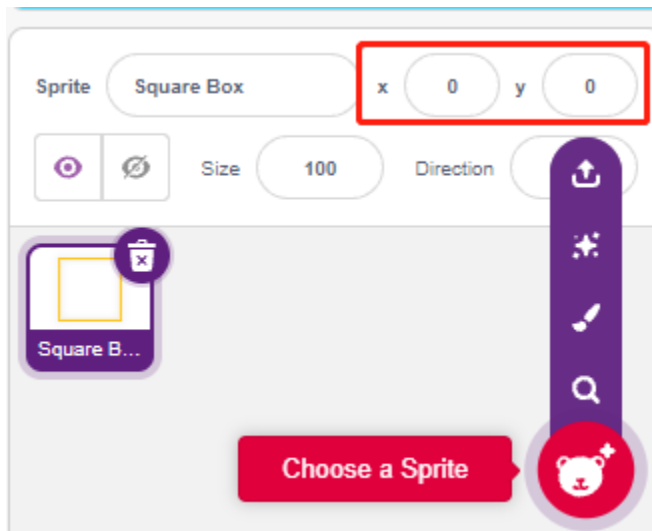 Sprite Square Box x 0 y 0
Size 100 Direction
Square B...
Choose a Sprite